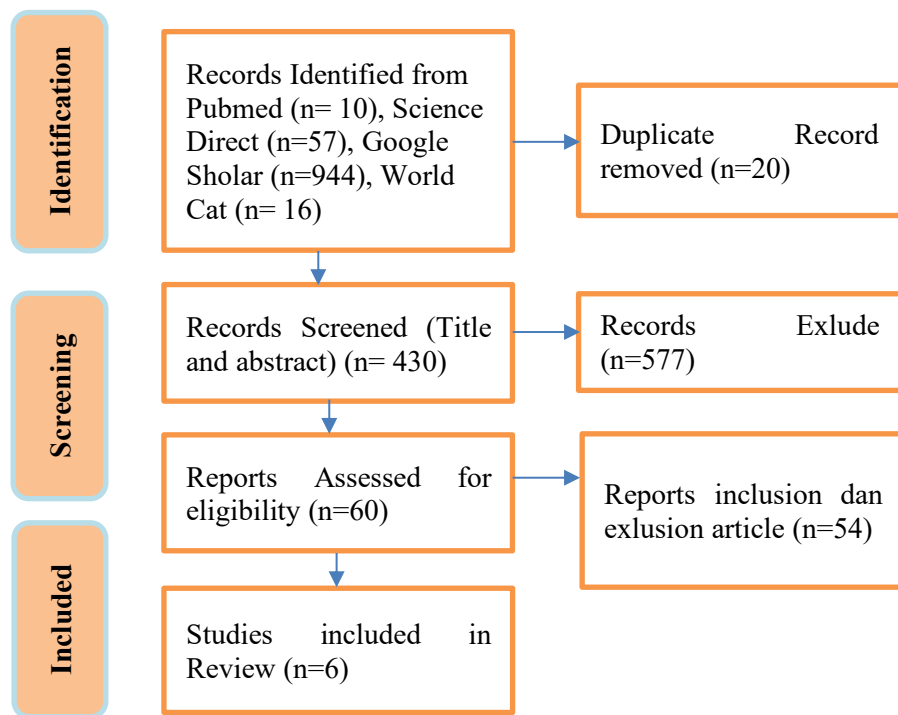 Identification
Records Identified from
Pubmed (n= 10), Science
Direct (n=57), Google
Sholar (n=944), World
Cat (n= 16)
Duplicate Record
removed (n=20)
Screening
Records Screened (Title
and abstract) (n= 430)
Records Exlude
(n=577)
Reports Assessed for
eligibility (n=60)
Reports inclusion dan
exlusion article (n=54)
Included
Studies included in
Review (n=6)